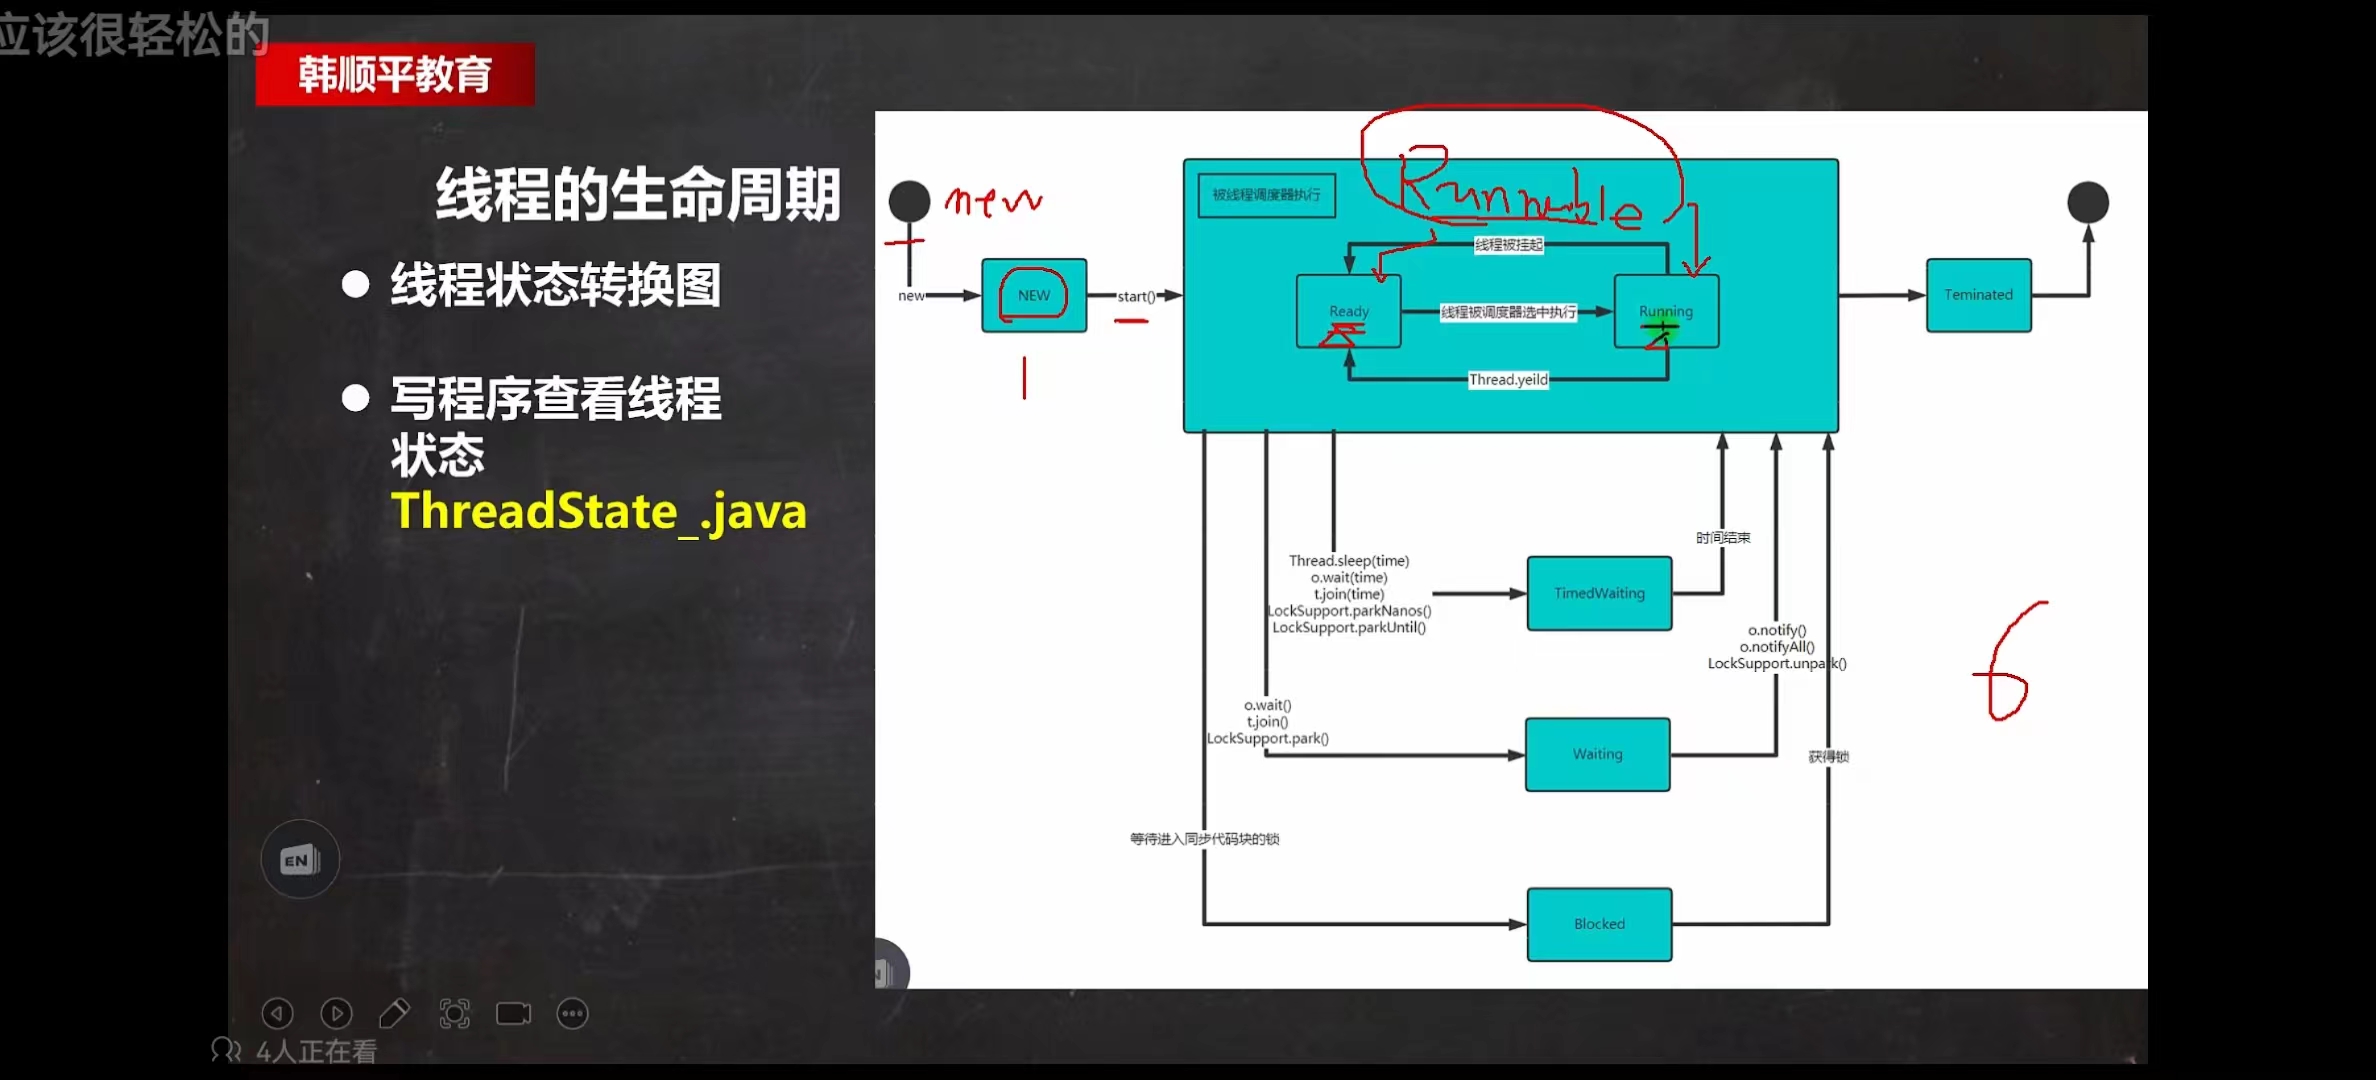 应该很轻松的
韩顺平教育
线程的生命周期
线程状态转换图
写程序查看线程
状态
ThreadState_.java
new
Runnable
被线程调度器执行
线程被挂起
new
NEW
start()
Ready
线程被调度器选中执行
Running
Thread.yeild
Teminated
1
Thread.sleep(time)
o.wait(time)
t.join(time)
LockSupport.parkNanos()
LockSupport.parkUntil()
TimedWaiting
时间结束
o.notify()
o.notifyAll()
LockSupport.unpark()
6
o.wait()
t.join()
LockSupport.park()
Waiting
获得锁
等待进入同步代码块的锁
Blocked
EN
N
4人正在看